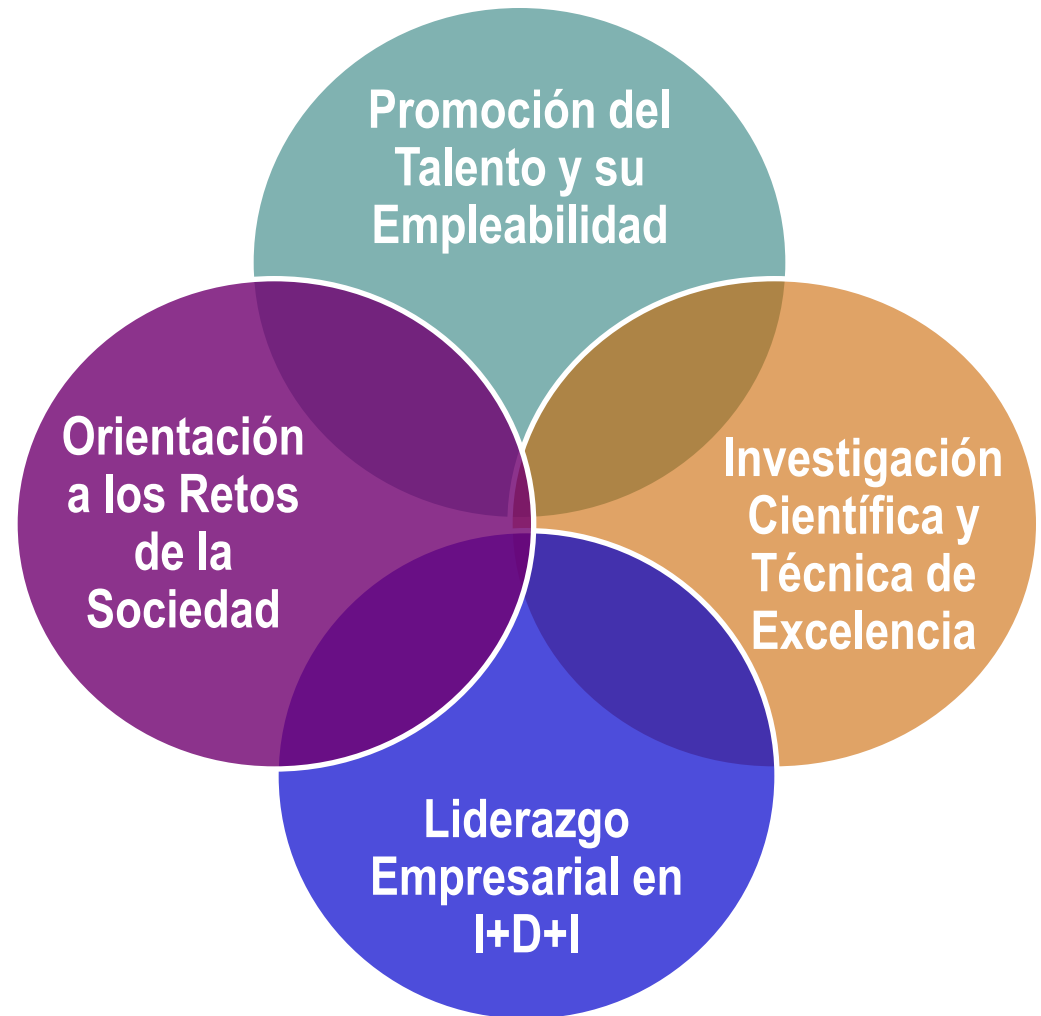 Promoción del
Talento y su
Empleabilidad
Orientación
a los Retos
de la
Sociedad
Investigación
Científica y
Técnica de
Excelencia
Liderazgo
Empresarial en
I+D+I